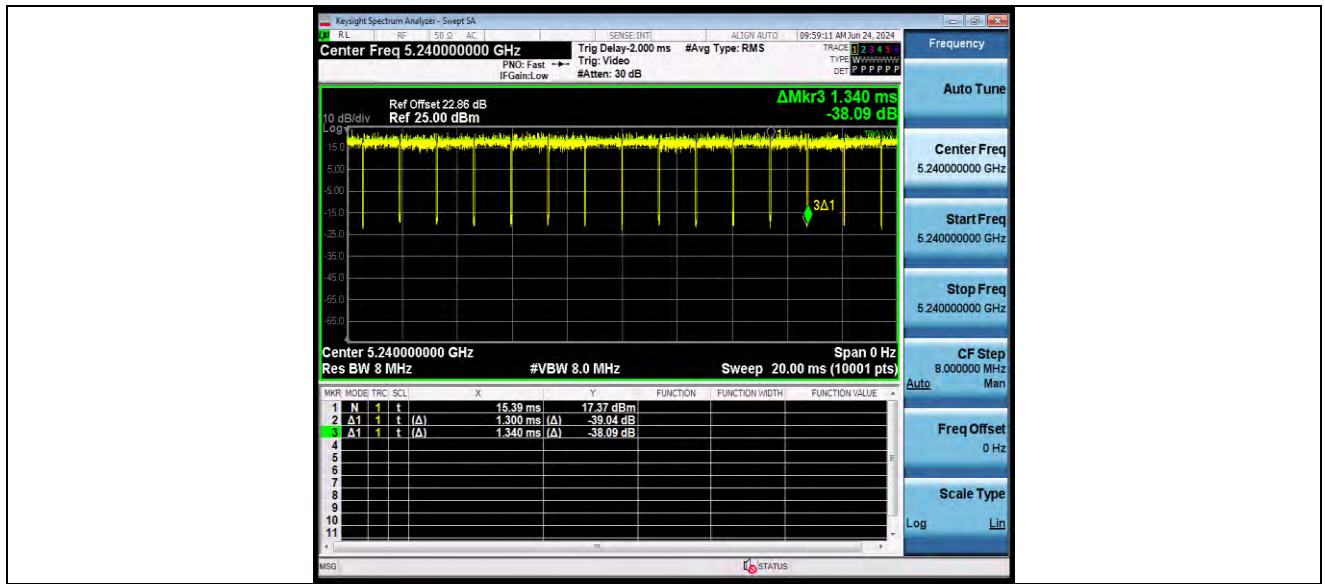 Keysight Spectrum Analyzer - Swept SA
RL RF 50 Ω AC SENSE:INT ALIGN AUTO 09:59:11 AM Jun 24, 2024
Center Freq 5.240000000 GHz Trig Delay-2.000 ms #Avg Type: RMS TRACE 1 2 3 4 5 6
PNO: Fast Trig: Video TYPE
IFGain:Low #Atten: 30 dB DET P P P P P P
ΔMkr3 1.340 ms
Ref Offset 22.86 dB
10 dB/div Ref 25.00 dBm -38.09 dB
Log
15.0
5.00
-5.00
-15.0
-25.0
-35.0
-45.0
-55.0
-65.0
1
3Δ1
Center 5.240000000 GHz Span 0 Hz
Res BW 8 MHz #VBW 8.0 MHz Sweep 20.00 ms (10001 pts)
MKR MODE TRC SCL X Y FUNCTION FUNCTION WIDTH FUNCTION VALUE
1 N 1 t 15.39 ms 17.37 dBm
2 Δ1 1 t (Δ) 1.300 ms (Δ) -39.04 dB
3 Δ1 1 t (Δ) 1.340 ms (Δ) -38.09 dB
4
5
6
7
8
9
10
11
MSG STATUS
Frequency
Auto Tune
Center Freq
5.240000000 GHz
Start Freq
5.240000000 GHz
Stop Freq
5.240000000 GHz
CF Step
8.000000 MHz
Auto Man
Freq Offset
0 Hz
Scale Type
Log Lin